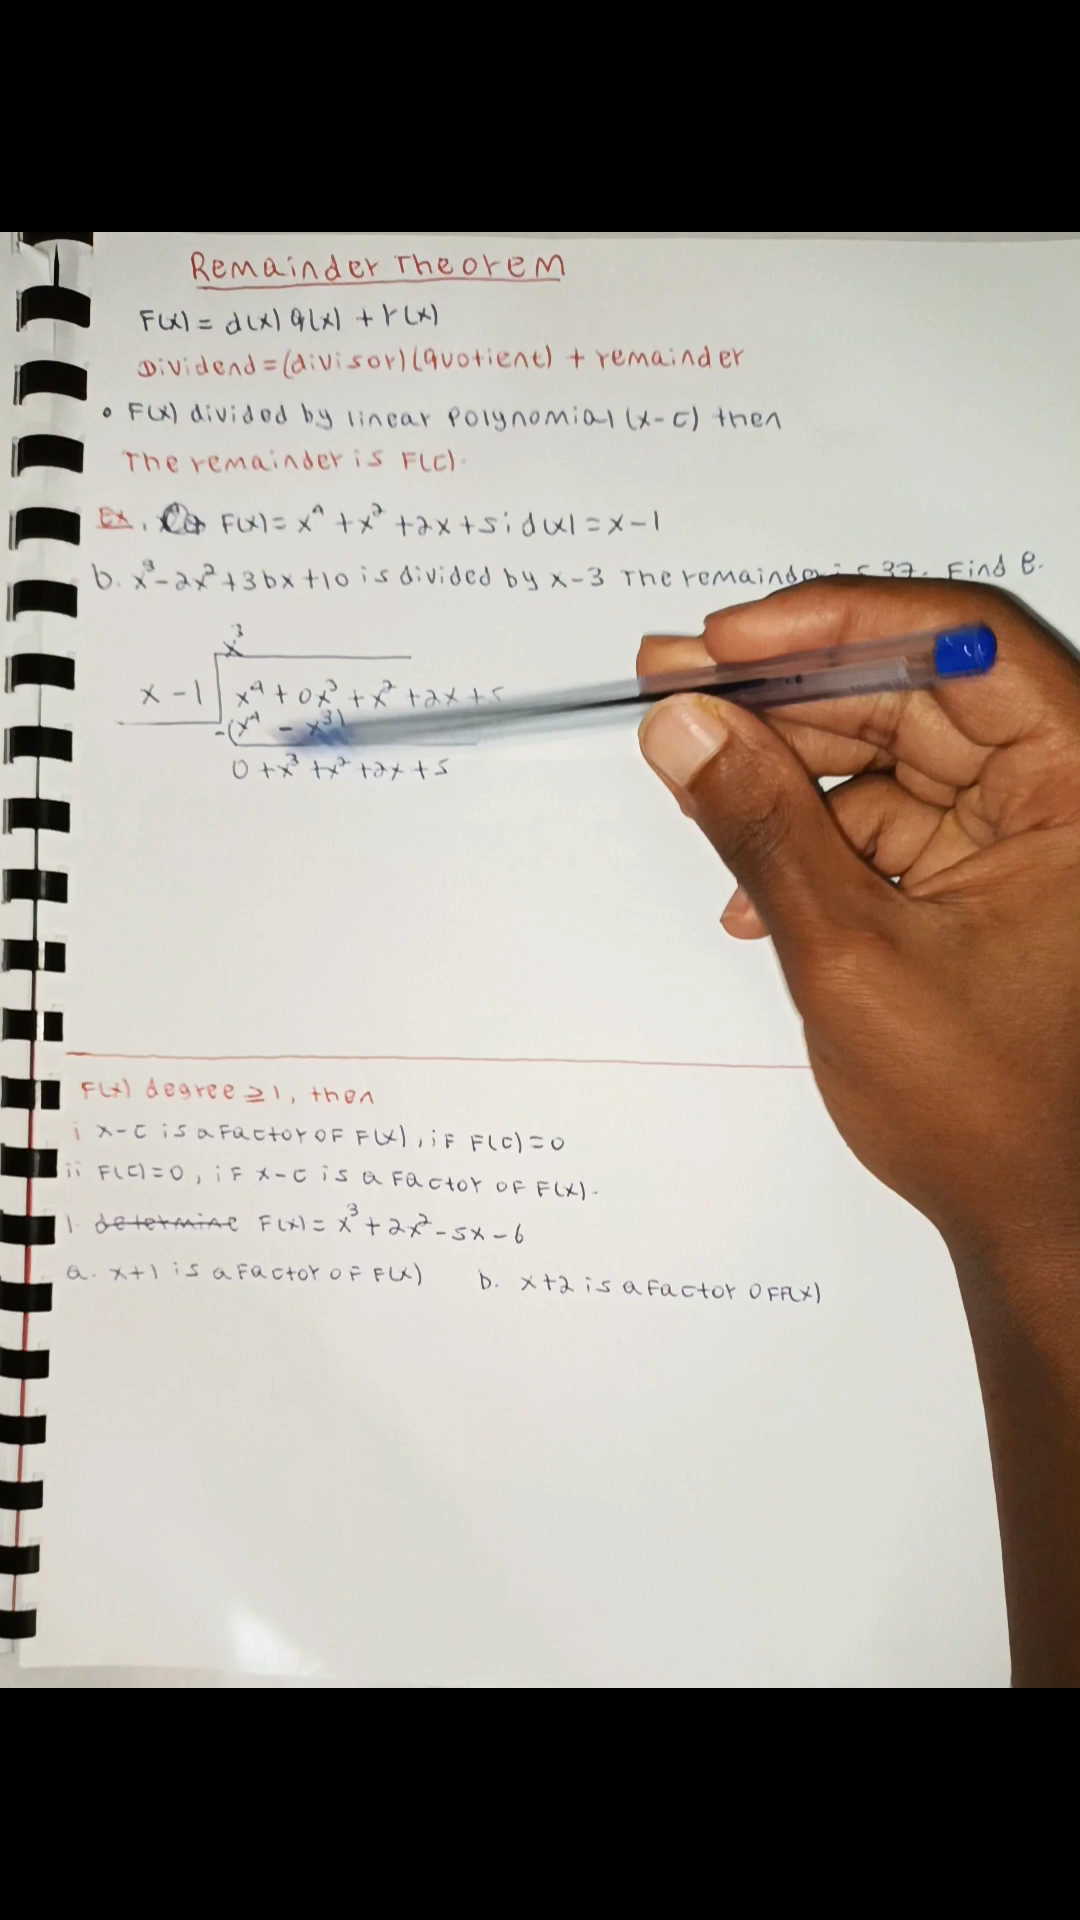 Remainder Theorem
F(x) = d(x) q(x) + r(x)
Dividend = (divisor) (quotient) + remainder
• F(x) divided by linear polynomial (x-c) then
The remainder is F(c).
Ex. F(x) = x⁴ + x² + 2x + 5 ; d(x) = x - 1
b. x³ - 2x² + 3bx + 10 is divided by x - 3 The remainder is 37. Find B.
x³
x - 1 x⁴ + 0x³ + x² + 2x + 5
-(x⁴ - x³)
0 + x³ + x² + 2x + 5
F(x) degree ≥ 1, then
i x-c is a factor of F(x), if F(c) = 0
ii F(c) = 0, if x-c is a factor of F(x).
1. determine F(x) = x³ + 2x² - 5x - 6
a. x+1 is a factor of F(x) b. x+2 is a factor of F(x)